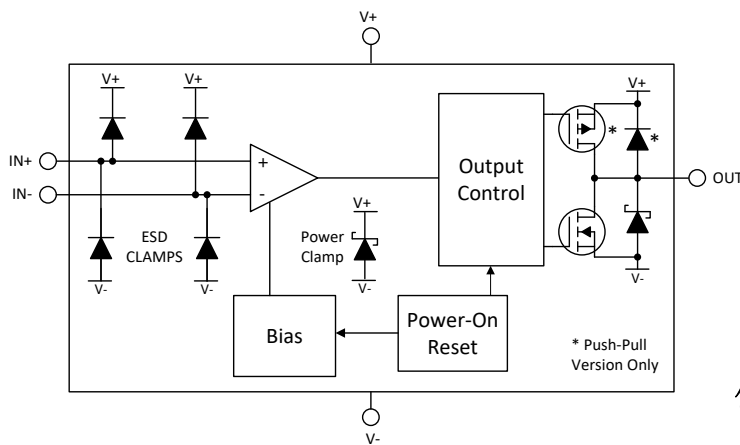 V+
V+
V+
V+
IN+
IN-
+
-
Output
Control
*
*
OUT
ESD
CLAMPS
Power
Clamp
V+
V-
V-
V-
V-
Bias
Power-On
Reset
* Push-Pull
Version Only
V-